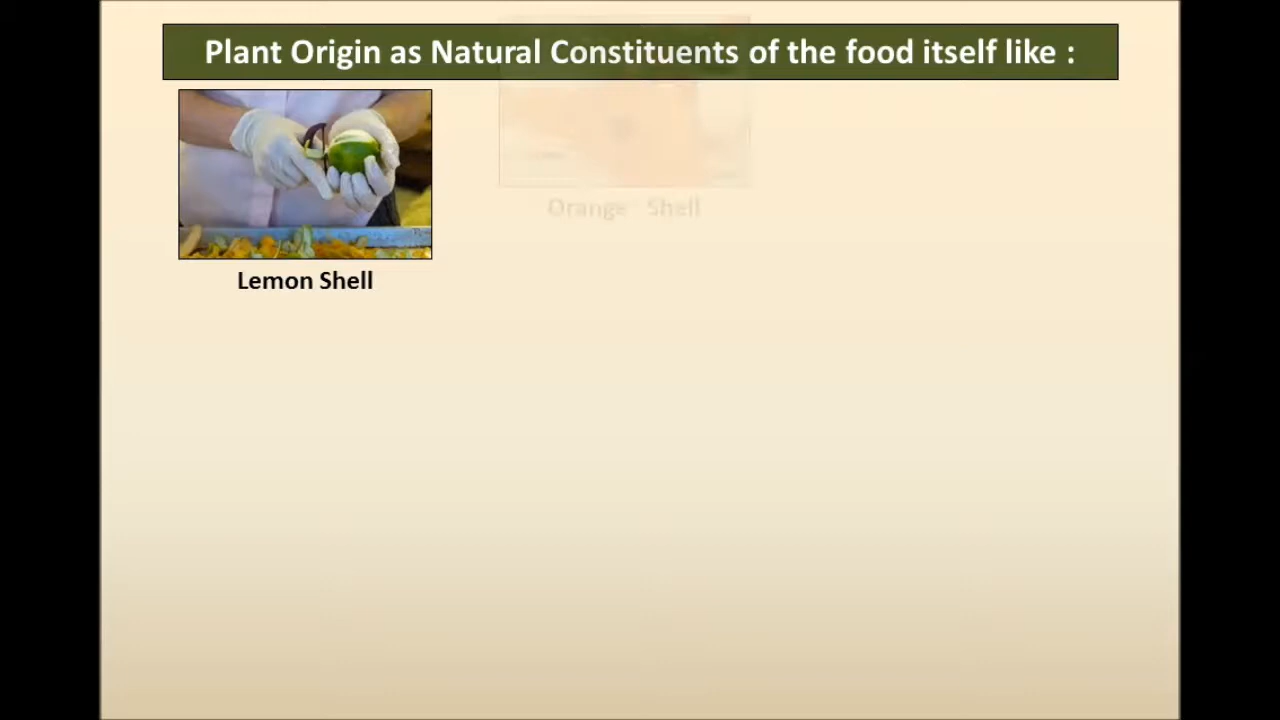 Plant Origin as Natural Constituents of the food itself like :
Orange Shell
Lemon Shell